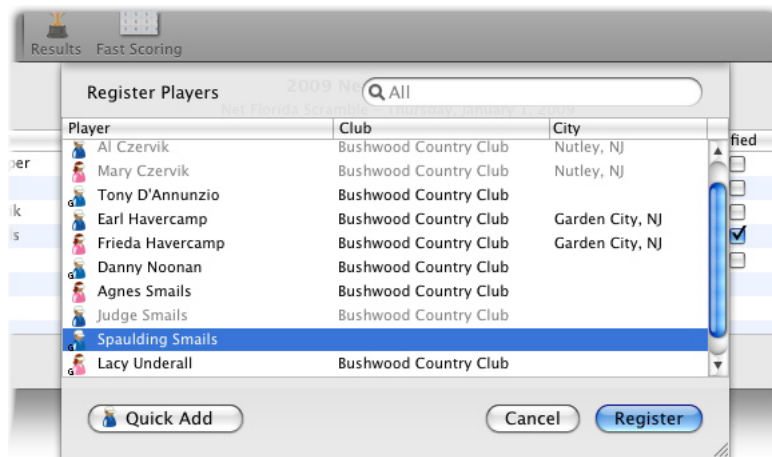 Results Fast Scoring
Register Players
All
2009 Ne
Net Florida Scramble – Thursday, January 1, 2009
Player Club City
fied
Al Czervik Bushwood Country Club Nutley, NJ
per
Mary Czervik Bushwood Country Club Nutley, NJ
G Tony D'Annunzio Bushwood Country Club
ik
Earl Havercamp Bushwood Country Club Garden City, NJ
s
Frieda Havercamp Bushwood Country Club Garden City, NJ
G Danny Noonan Bushwood Country Club
Agnes Smails Bushwood Country Club
Judge Smails Bushwood Country Club
G Spaulding Smails
G Lacy Underall Bushwood Country Club
Quick Add Cancel Register